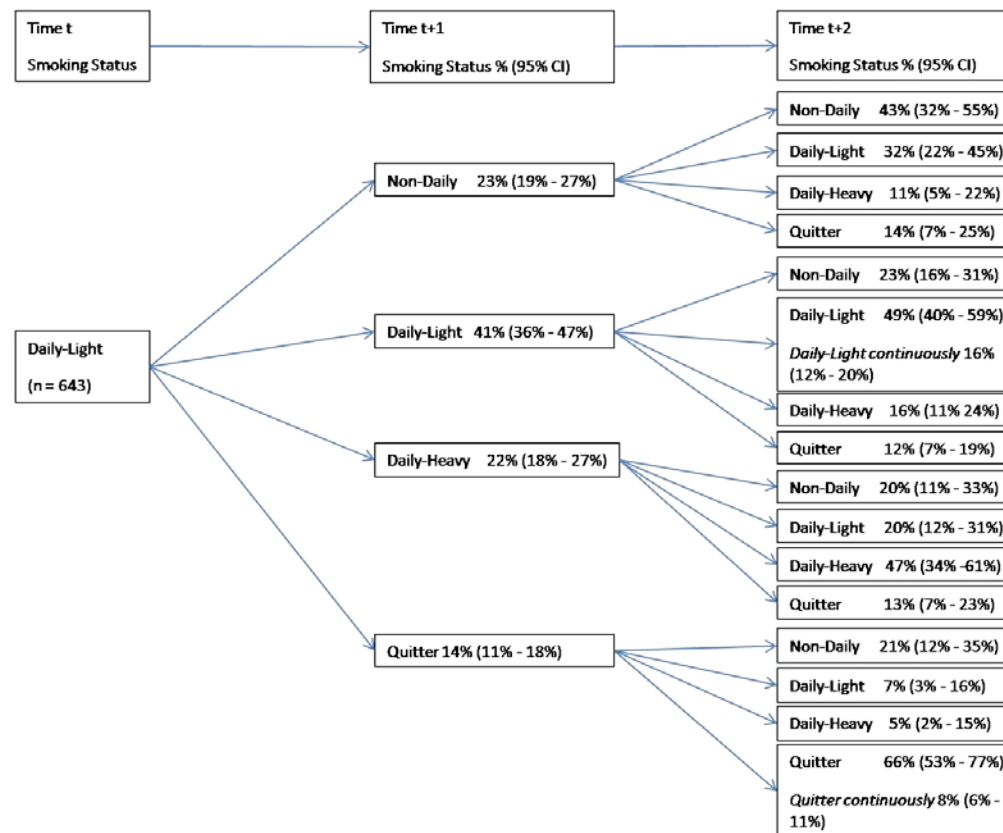 Time t
Smoking Status
Time t+1
Smoking Status % (95% CI)
Time t+2
Smoking Status % (95% CI)
Daily-Light
(n = 643)
Non-Daily 23% (19% - 27%)
Non-Daily 43% (32% - 55%)
Daily-Light 32% (22% - 45%)
Daily-Heavy 11% (5% - 22%)
Quitter 14% (7% - 25%)
Daily-Light 41% (36% - 47%)
Non-Daily 23% (16% - 31%)
Daily-Light 49% (40% - 59%)
Daily-Light continuously 16%
(12% - 20%)
Daily-Heavy 16% (11% 24%)
Quitter 12% (7% - 19%)
Daily-Heavy 22% (18% - 27%)
Non-Daily 20% (11% - 33%)
Daily-Light 20% (12% - 31%)
Daily-Heavy 47% (34% -61%)
Quitter 13% (7% - 23%)
Quitter 14% (11% - 18%)
Non-Daily 21% (12% - 35%)
Daily-Light 7% (3% - 16%)
Daily-Heavy 5% (2% - 15%)
Quitter 66% (53% - 77%)
Quitter continuously 8% (6% -
11%)